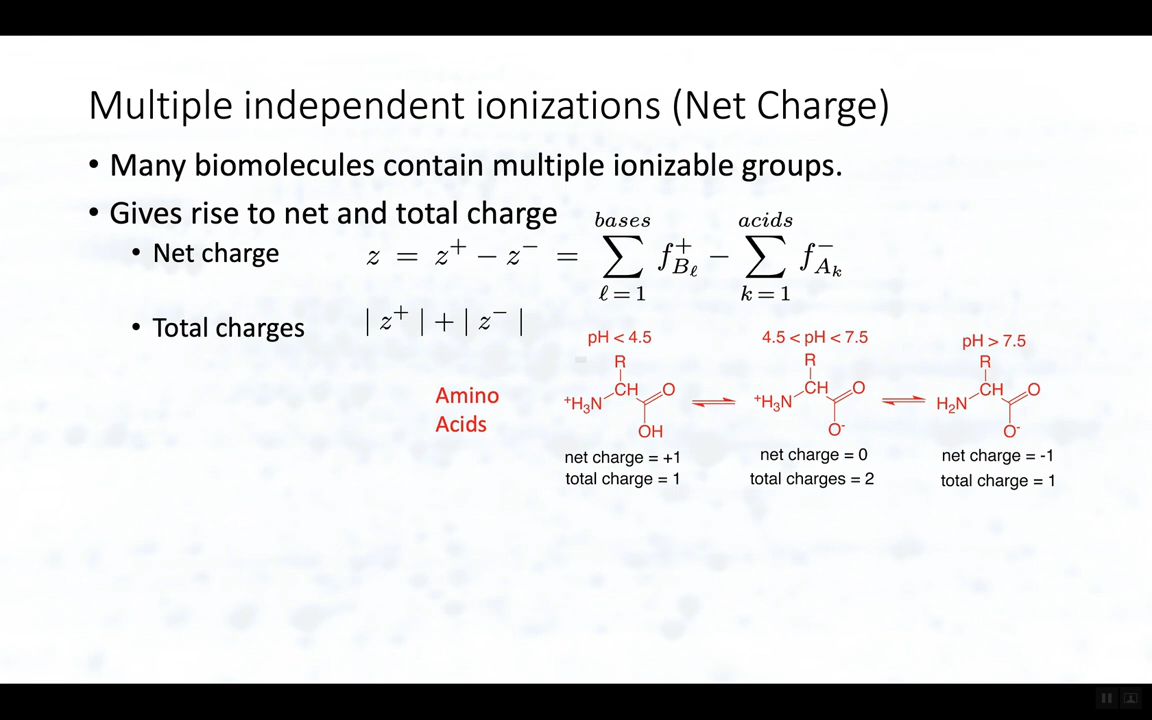 Multiple independent ionizations (Net Charge)
• Many biomolecules contain multiple ionizable groups.
• Gives rise to net and total charge
• Net charge z = z⁺ − z⁻ = ∑_{ℓ=1}^{bases} f⁺_{B_ℓ} − ∑_{k=1}^{acids} f⁻_{A_k}
• Total charges | z⁺ | + | z⁻ |
pH < 4.5 4.5 < pH < 7.5 pH > 7.5
R R R
CH O CH O CH O
⁺H₃N ⁺H₃N H₂N
OH O⁻ O⁻
Amino
Acids
net charge = +1 net charge = 0 net charge = -1
total charge = 1 total charges = 2 total charge = 1